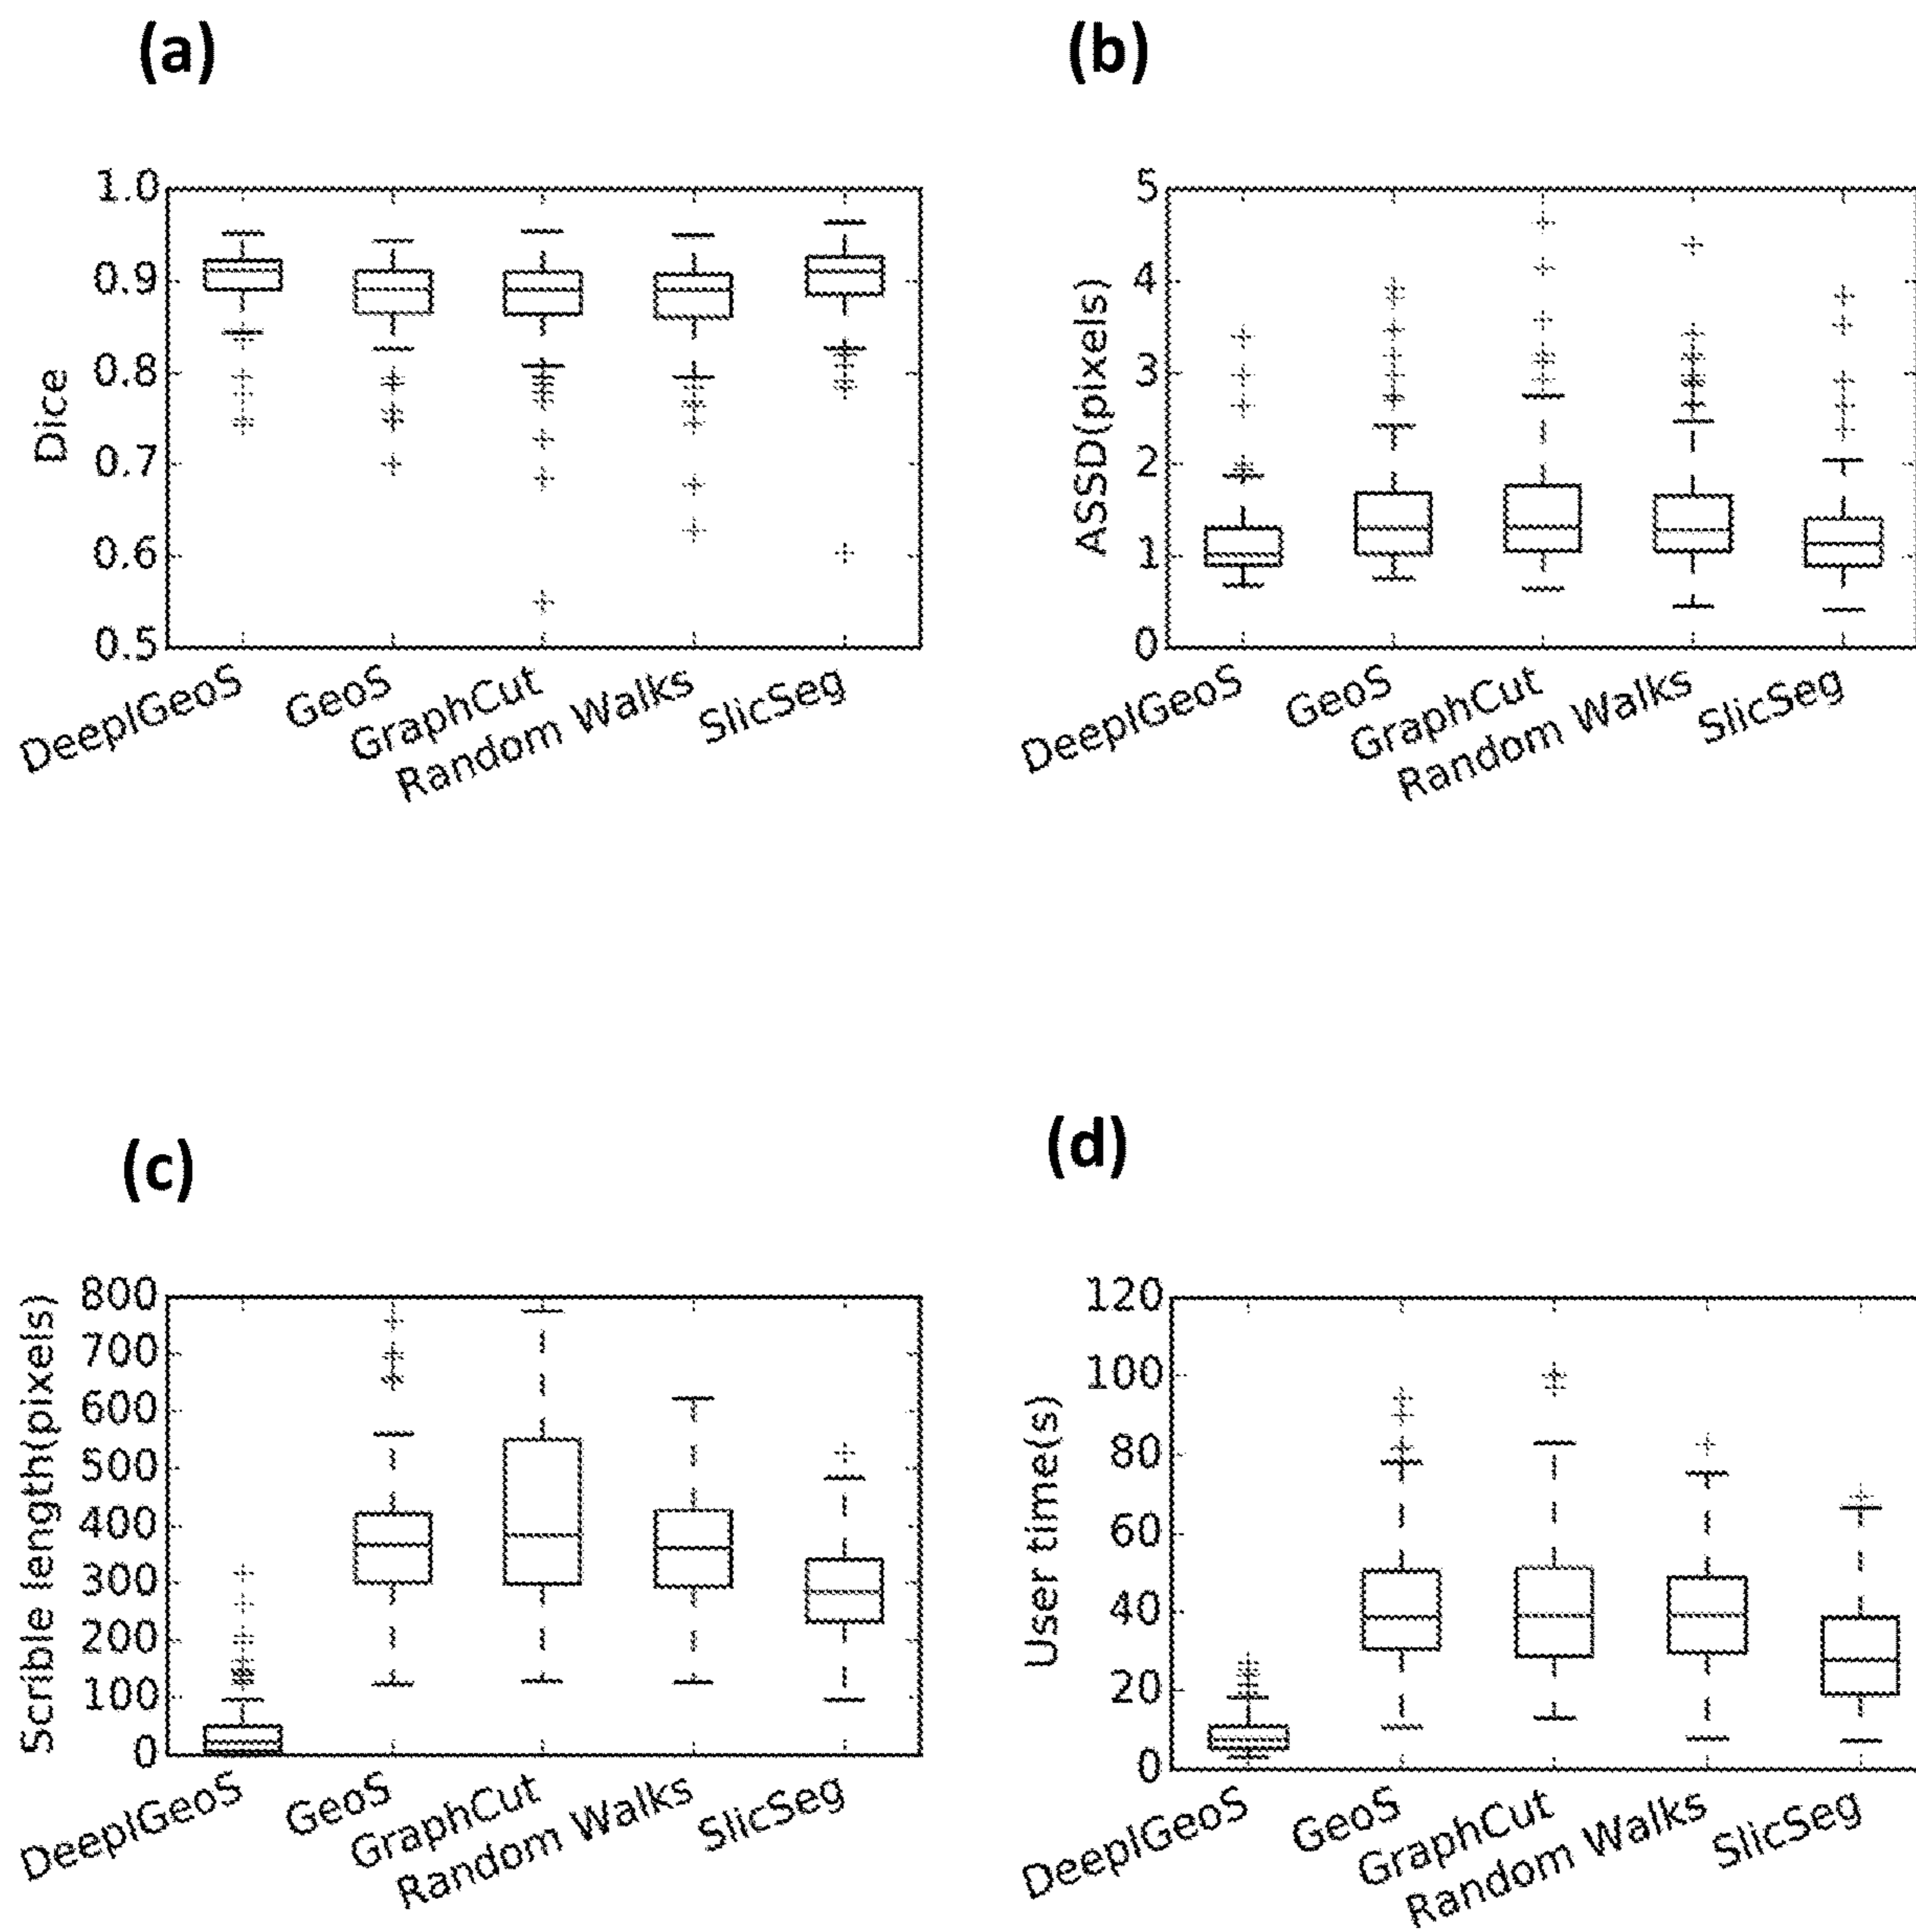 (a)
1.0
0.9
0.8
0.7
0.6
0.5
Dice
DeepIGeoS
GeoS
GraphCut
Random Walks
SlicSeg
(b)
5
4
3
2
1
0
ASSD(pixels)
DeepIGeoS
GeoS
GraphCut
Random Walks
SlicSeg
(c)
800
700
600
500
400
300
200
100
0
Scrible length(pixels)
DeepIGeoS
GeoS
GraphCut
Random Walks
SlicSeg
(d)
120
100
80
60
40
20
0
User time(s)
DeepIGeoS
GeoS
GraphCut
Random Walks
SlicSeg